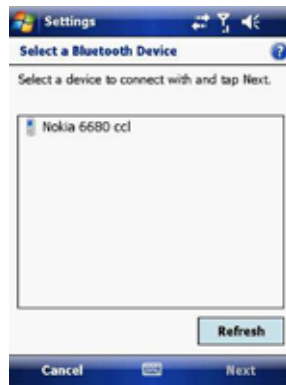 Settings
Select a Bluetooth Device
Select a device to connect with and tap Next.
Nokia 6680 ccl
Refresh
Cancel Next